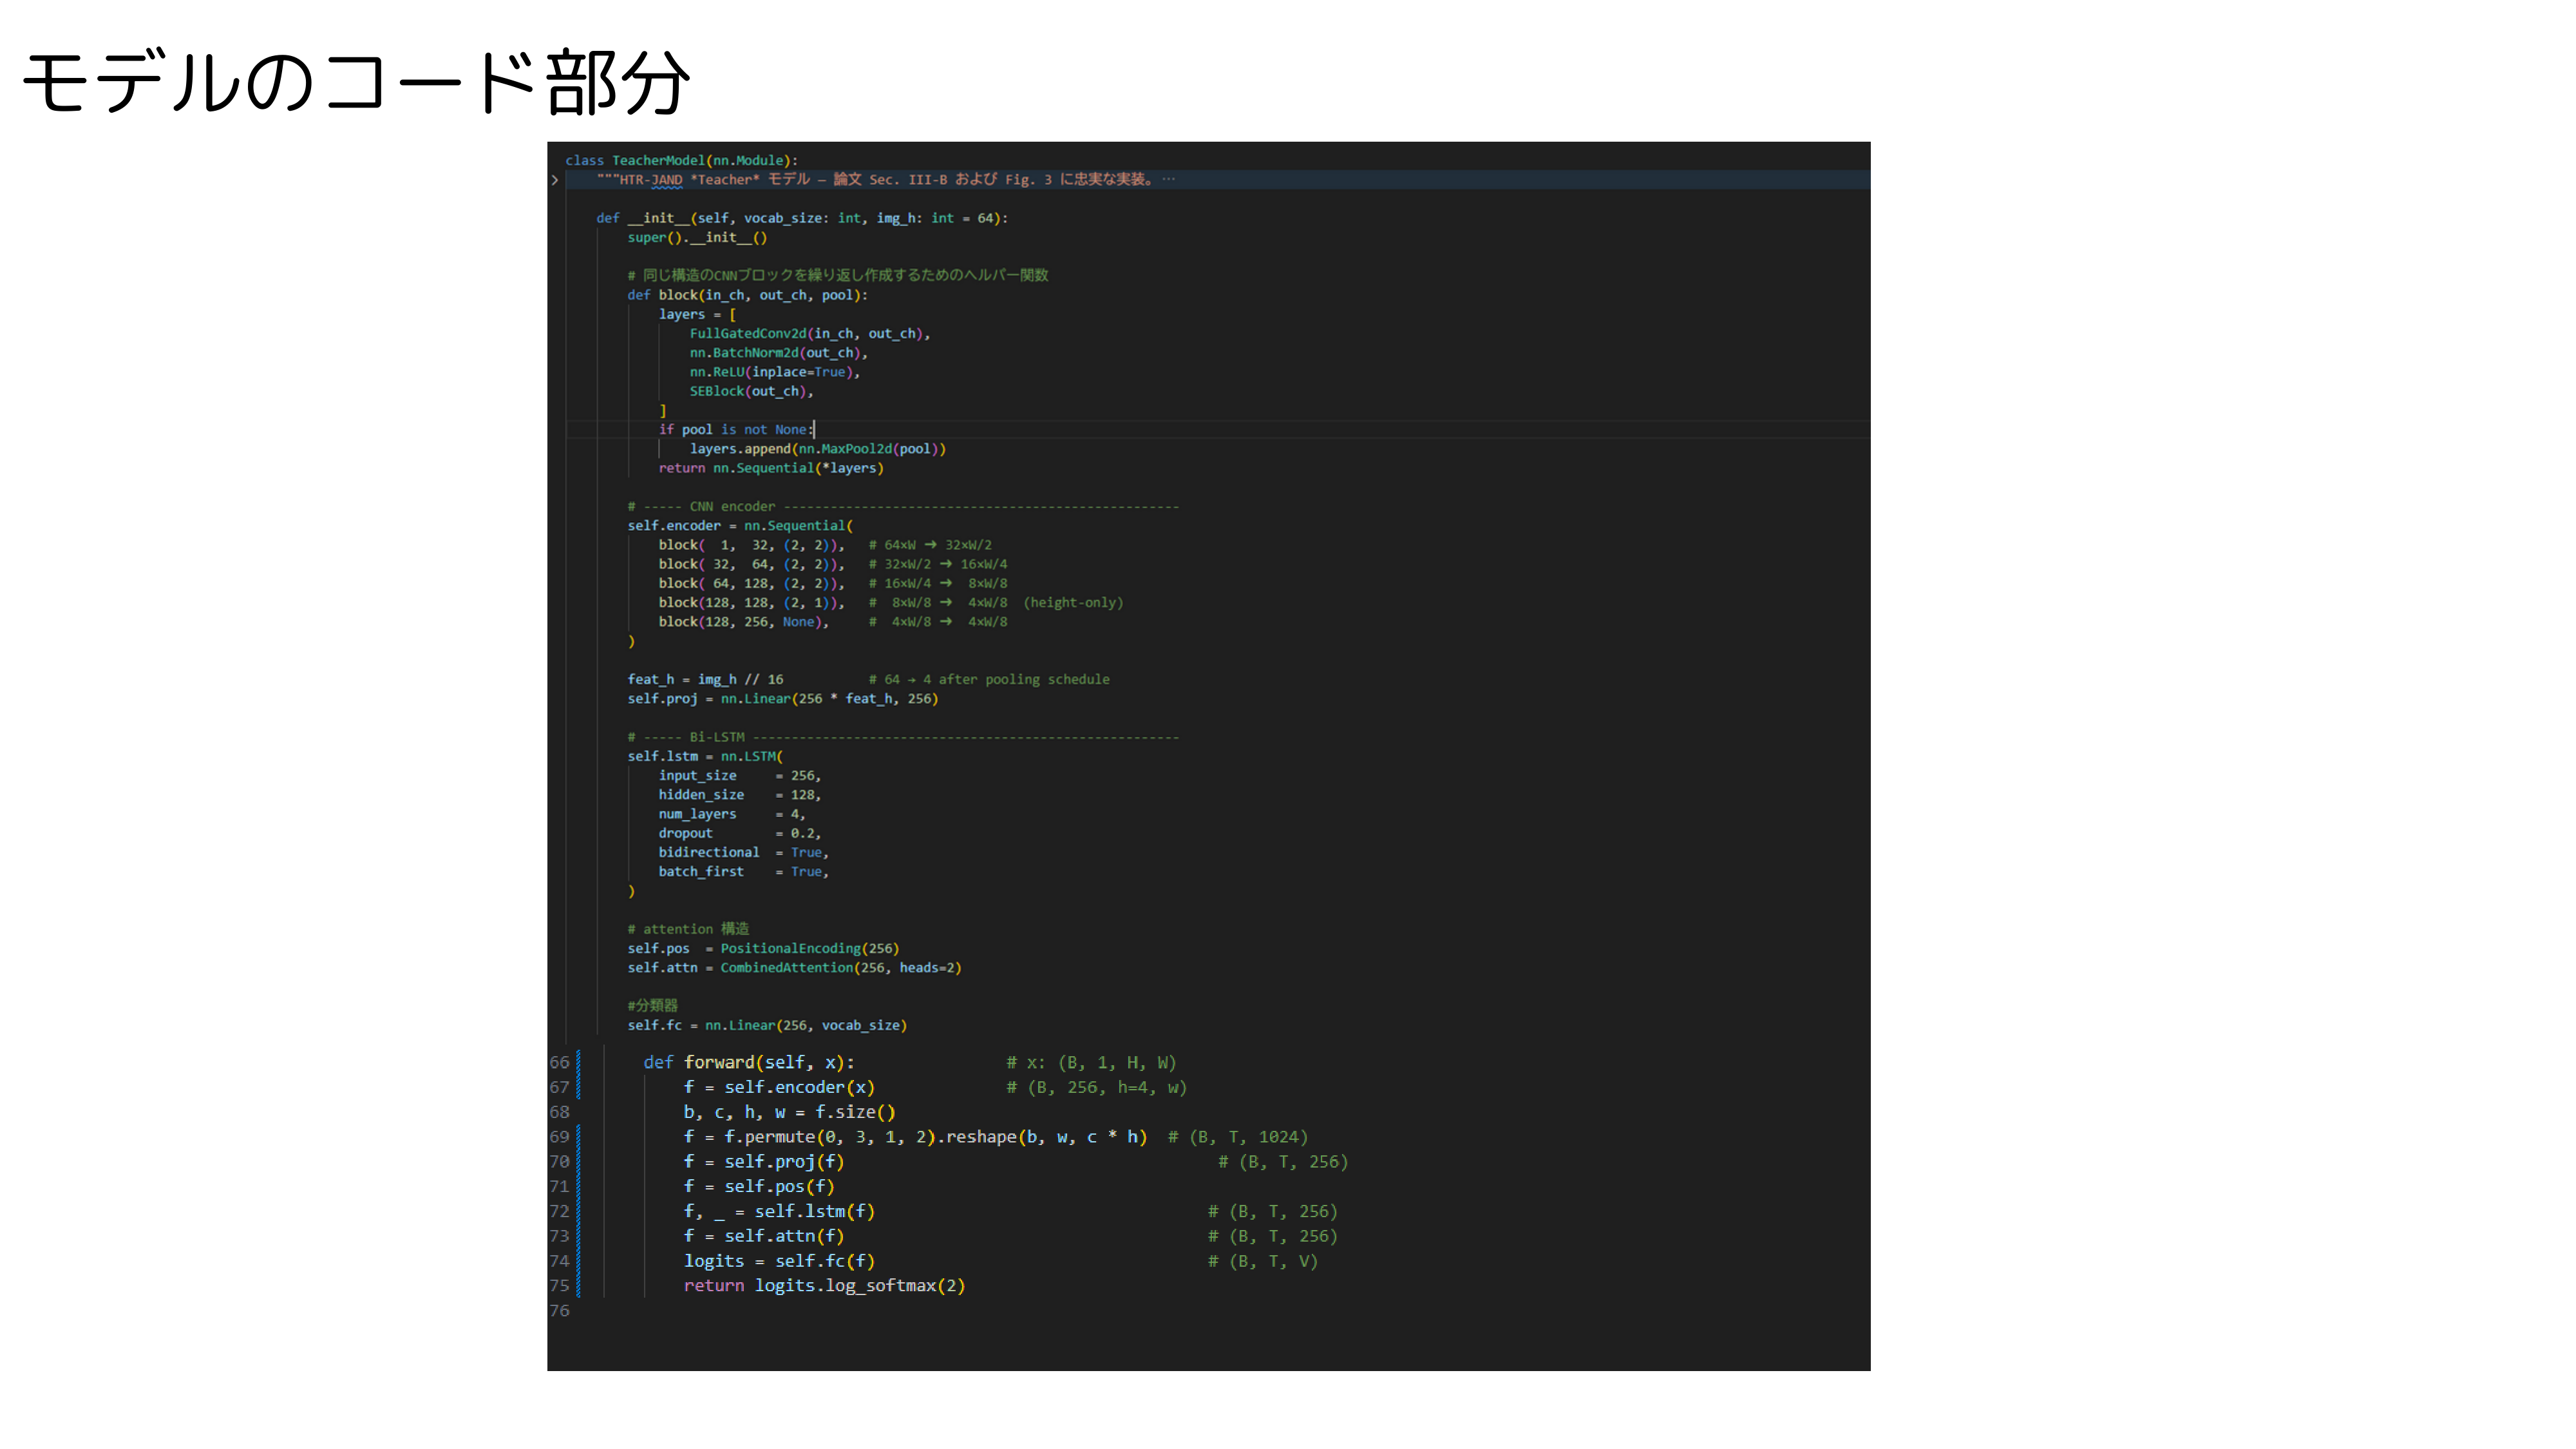 モデルのコード部分
class TeacherModel(nn.Module):
"""HTR-JAND *Teacher* モデル – 論文 Sec. III-B および Fig. 3 に忠実な実装。 …
def __init__(self, vocab_size: int, img_h: int = 64):
super().__init__()
# 同じ構造のCNNブロックを繰り返し作成するためのヘルパー関数
def block(in_ch, out_ch, pool):
layers = [
FullGatedConv2d(in_ch, out_ch),
nn.BatchNorm2d(out_ch),
nn.ReLU(inplace=True),
SEBlock(out_ch),
]
if pool is not None:
layers.append(nn.MaxPool2d(pool))
return nn.Sequential(*layers)
# ----- CNN encoder ---------------------------------------------------
self.encoder = nn.Sequential(
block(  1,  32, (2, 2)),   # 64×W → 32×W/2
block( 32,  64, (2, 2)),   # 32×W/2 → 16×W/4
block( 64, 128, (2, 2)),   # 16×W/4 →  8×W/8
block(128, 128, (2, 1)),   #  8×W/8 →  4×W/8  (height-only)
block(128, 256, None),     #  4×W/8 →  4×W/8
)
feat_h = img_h // 16           # 64 → 4 after pooling schedule
self.proj = nn.Linear(256 * feat_h, 256)
# ----- Bi-LSTM -------------------------------------------------------
self.lstm = nn.LSTM(
input_size     = 256,
hidden_size    = 128,
num_layers     = 4,
dropout        = 0.2,
bidirectional  = True,
batch_first    = True,
)
# attention 構造
self.pos  = PositionalEncoding(256)
self.attn = CombinedAttention(256, heads=2)
#分類器
self.fc = nn.Linear(256, vocab_size)
66 def forward(self, x):               # x: (B, 1, H, W)
67 f = self.encoder(x)             # (B, 256, h=4, w)
68 b, c, h, w = f.size()
69 f = f.permute(0, 3, 1, 2).reshape(b, w, c * h)  # (B, T, 1024)
70 f = self.proj(f)                                     # (B, T, 256)
71 f = self.pos(f)
72 f, _ = self.lstm(f)                                 # (B, T, 256)
73 f = self.attn(f)                                    # (B, T, 256)
74 logits = self.fc(f)                                 # (B, T, V)
75 return logits.log_softmax(2)
76